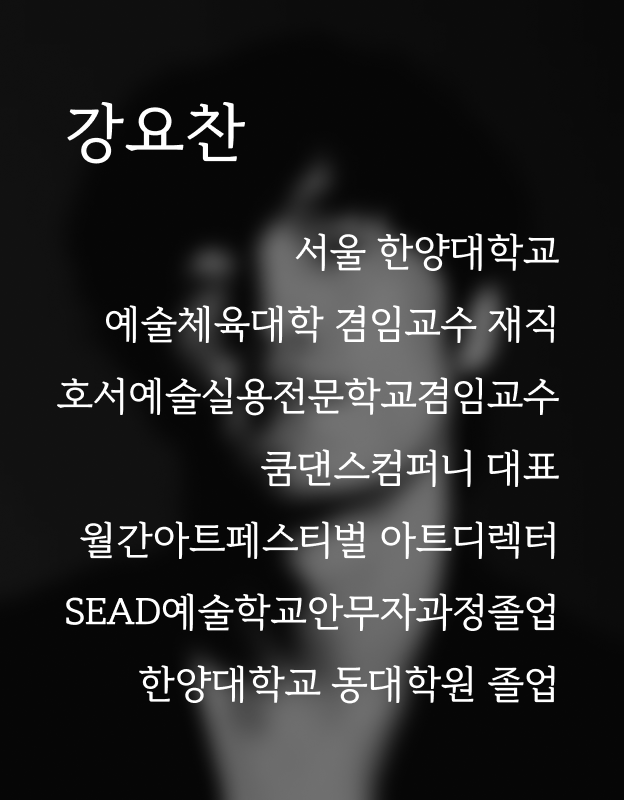 강요찬
서울 한양대학교
예술체육대학 겸임교수 재직
호서예술실용전문학교겸임교수
쿰댄스컴퍼니 대표
월간아트페스티벌 아트디렉터
SEAD예술학교안무자과정졸업
한양대학교 동대학원 졸업